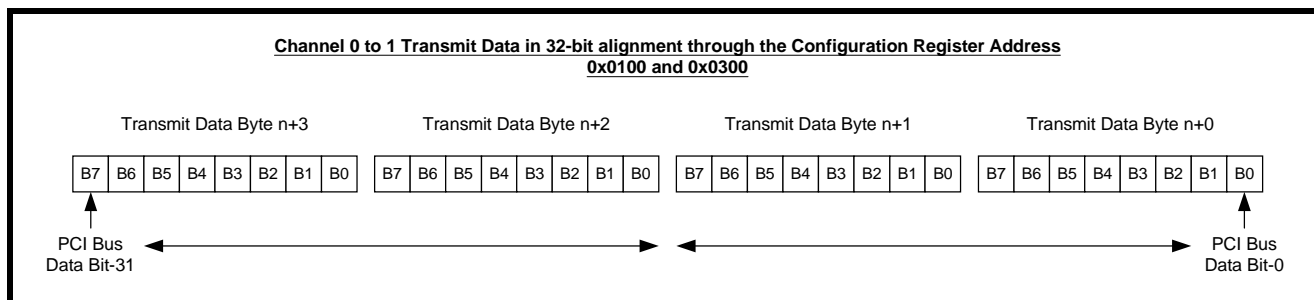 Channel 0 to 1 Transmit Data in 32-bit alignment through the Configuration Register Address
0x0100 and 0x0300
Transmit Data Byte n+3 Transmit Data Byte n+2 Transmit Data Byte n+1 Transmit Data Byte n+0
B7 B6 B5 B4 B3 B2 B1 B0 B7 B6 B5 B4 B3 B2 B1 B0 B7 B6 B5 B4 B3 B2 B1 B0 B7 B6 B5 B4 B3 B2 B1 B0
PCI Bus PCI Bus
Data Bit-31 Data Bit-0